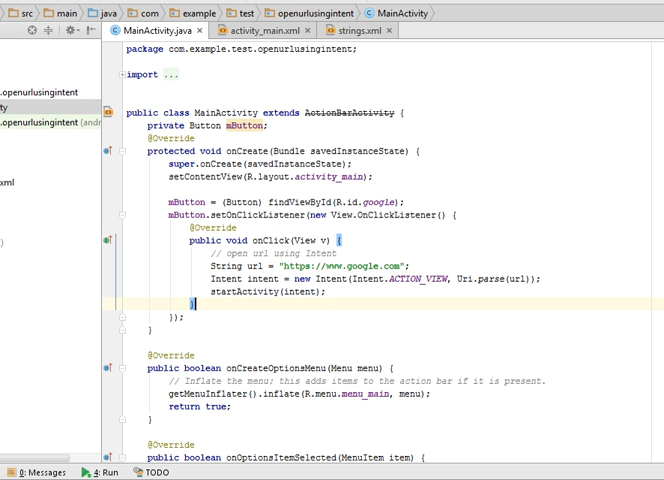 src main java com example test openurlusingintent MainActivity
MainActivity.java activity_main.xml strings.xml
package com.example.test.openurlusingintent;
import ...
.openurlusingintent
ty
.openurlusingintent (andr
xml
public class MainActivity extends ActionBarActivity {
private Button mButton;
@Override
protected void onCreate(Bundle savedInstanceState) {
super.onCreate(savedInstanceState);
setContentView(R.layout.activity_main);
mButton = (Button) findViewById(R.id.google);
mButton.setOnClickListener(new View.OnClickListener() {
@Override
public void onClick(View v) {
// open url using Intent
String url = "https://www.google.com";
Intent intent = new Intent(Intent.ACTION_VIEW, Uri.parse(url));
startActivity(intent);
}
});
}
@Override
public boolean onCreateOptionsMenu(Menu menu) {
// Inflate the menu; this adds items to the action bar if it is present.
getMenuInflater().inflate(R.menu.menu_main, menu);
return true;
}
@Override
public boolean onOptionsItemSelected(MenuItem item) {
0: Messages 4: Run TODO